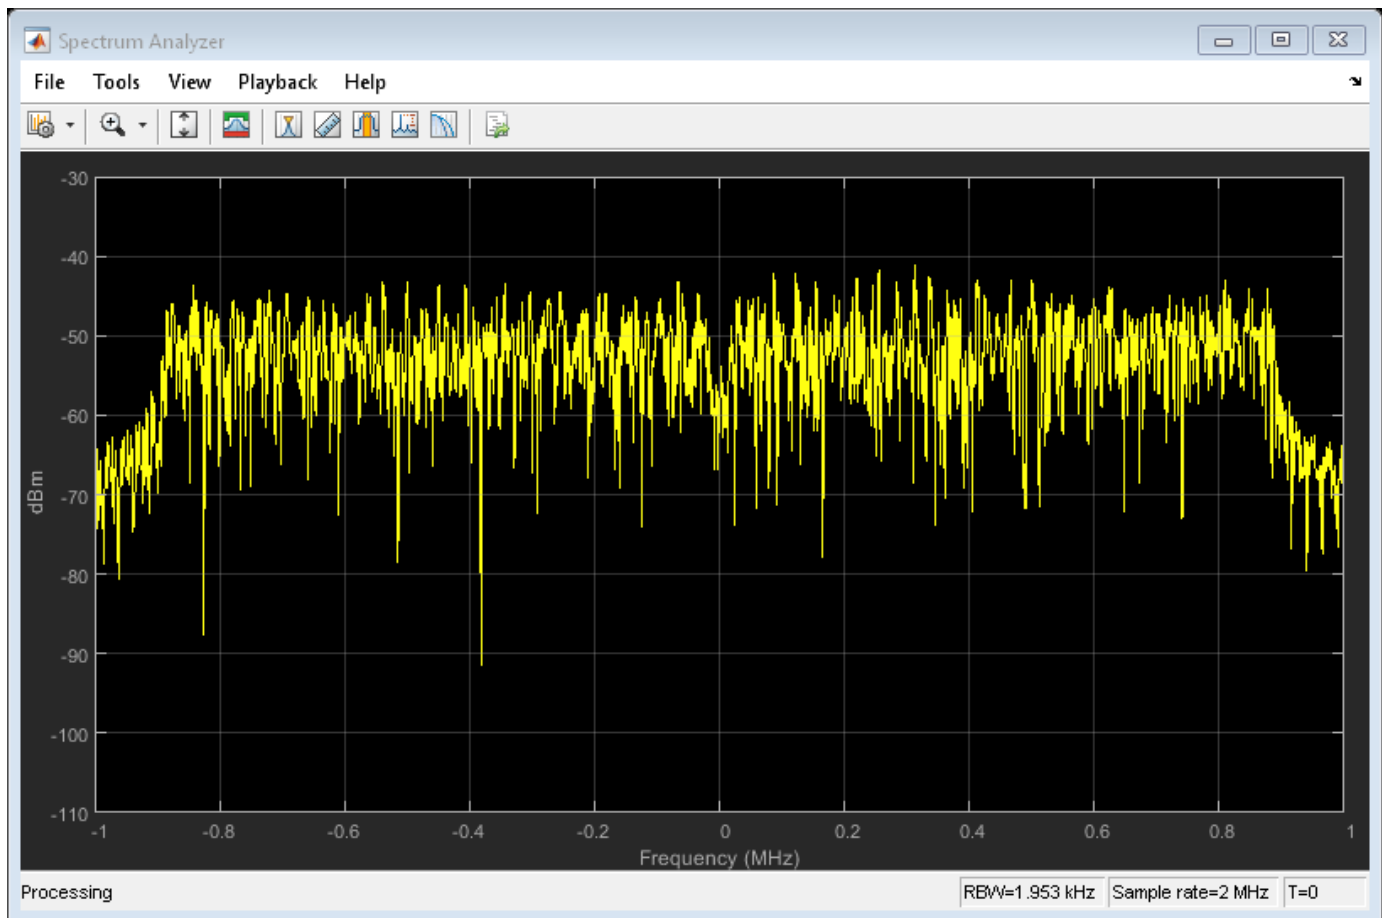 Spectrum Analyzer
File Tools View Playback Help
-30
-40
-50
-60
-70
-80
-90
-100
-110
dBm
-1 -0.8 -0.6 -0.4 -0.2 0 0.2 0.4 0.6 0.8 1
Frequency (MHz)
Processing RBW=1.953 kHz Sample rate=2 MHz T=0